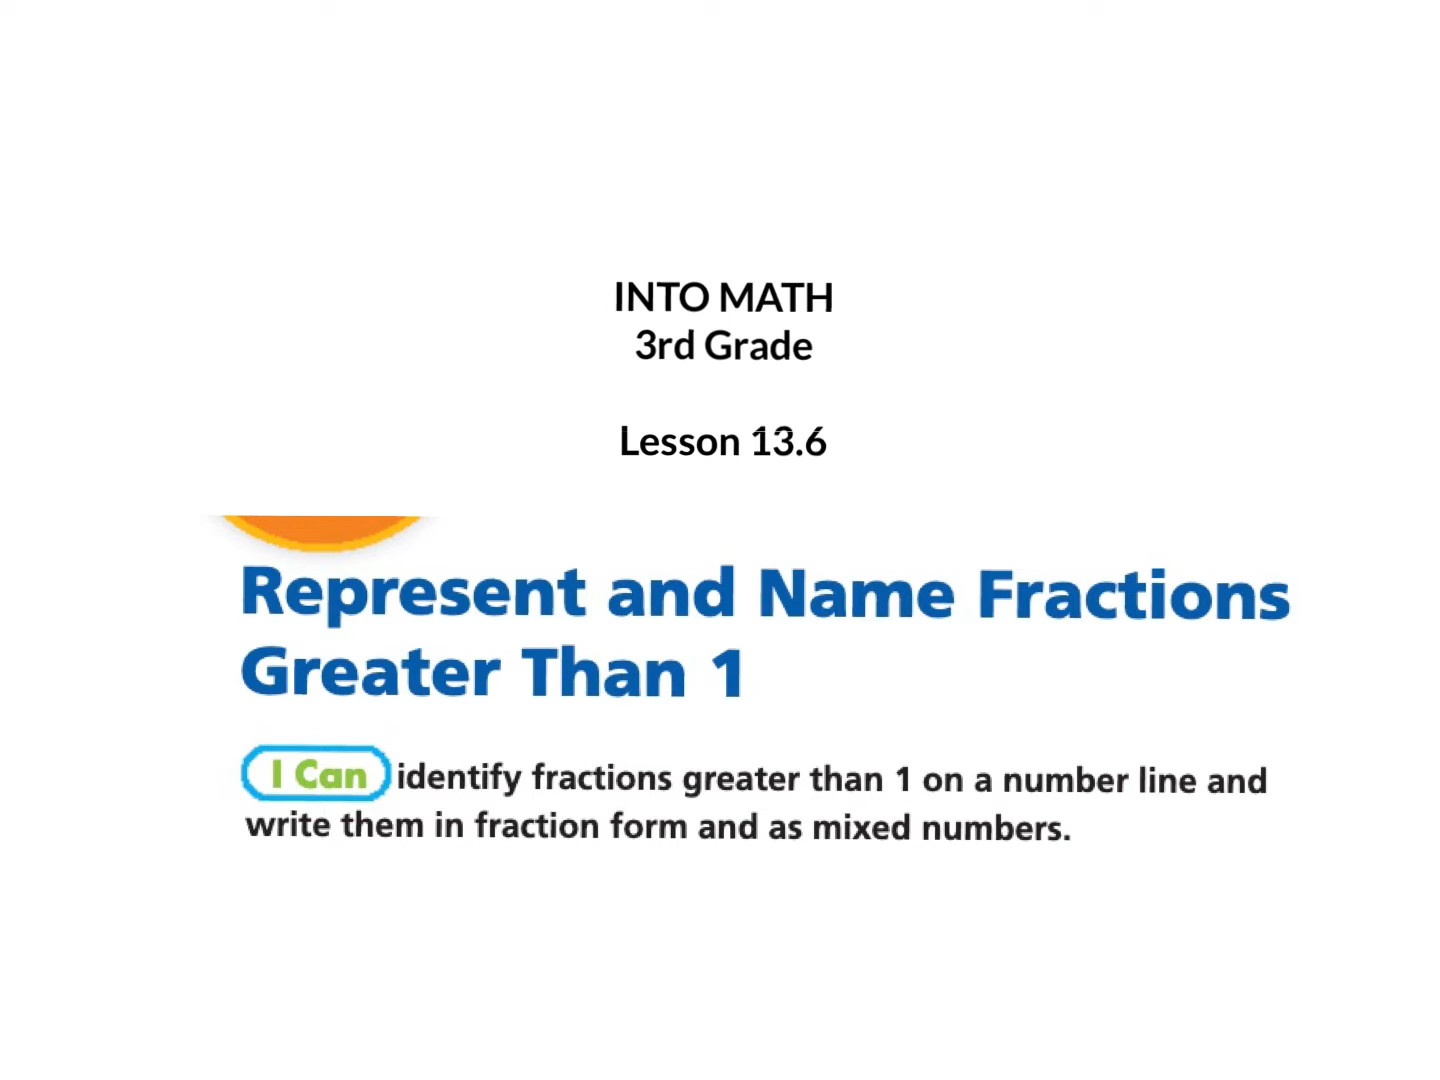 INTO MATH
3rd Grade
Lesson 13.6
Represent and Name Fractions
Greater Than 1
I Can identify fractions greater than 1 on a number line and
write them in fraction form and as mixed numbers.